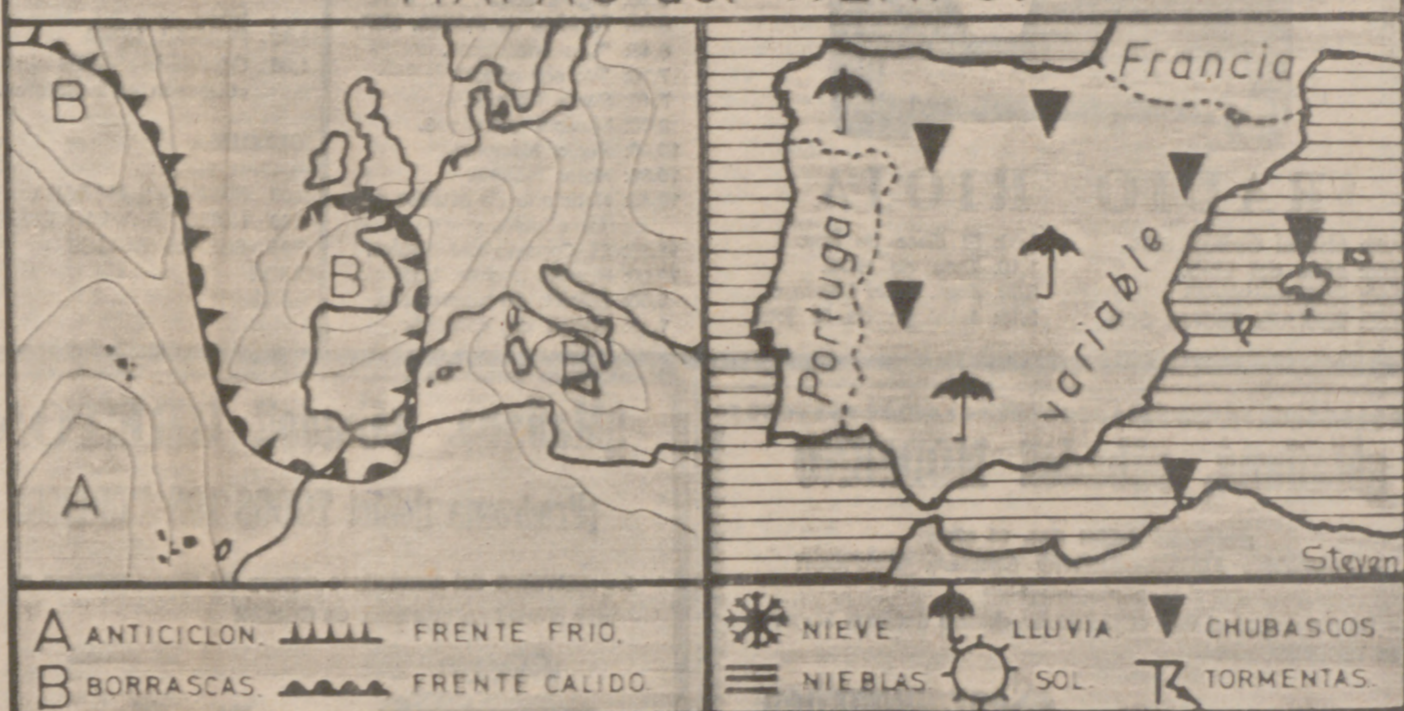 B
B
B
A
Francia
Portugal
variable
Steven
A ANTICICLON. FRENTE FRIO.
B BORRASCAS. FRENTE CALIDO.
NIEVE LLUVIA CHUBASCOS
NIEBLAS. SOL. TORMENTAS.